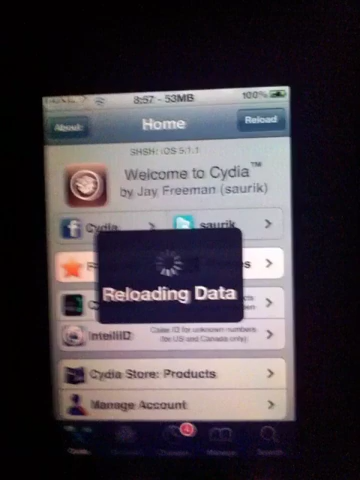 8:57 - 53MB
100%
About
Home
Reload
SHSH: iOS 5.1.1
Welcome to Cydia™
by Jay Freeman (saurik)
Cydia
saurik
Reloading Data
IntelliID
Caller ID for unknown numbers
(for US and Canada only)
Cydia Store: Products
Manage Account
4
Cydia
Changes
Manage
Search